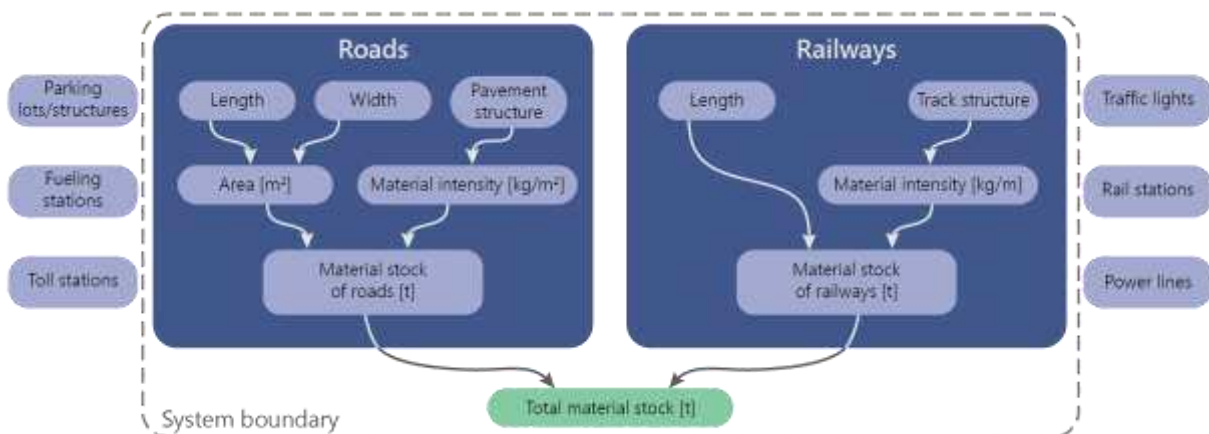 Roads
Railways
Parking
lots/structures
Length
Width
Pavement
structure
Length
Track structure
Traffic lights
Fueling
stations
Area [m²]
Material intensity [kg/m²]
Material intensity [kg/m]
Rail stations
Toll stations
Material stock
of roads [t]
Material stock
of railways [t]
Power lines
Total material stock [t]
System boundary